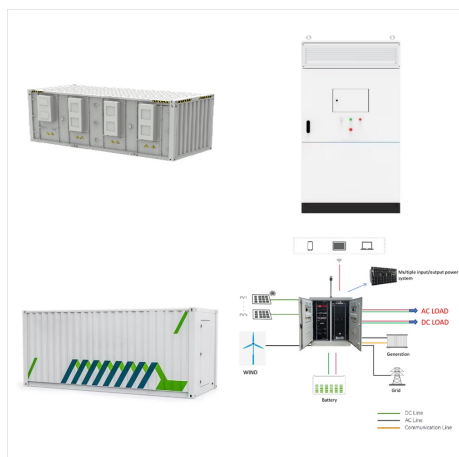 Multiple input/output power
system
PV1
PVn
AC LOAD
DC LOAD
WIND
Generation
Battery
Grid
DC Line
AC Line
Communication Line